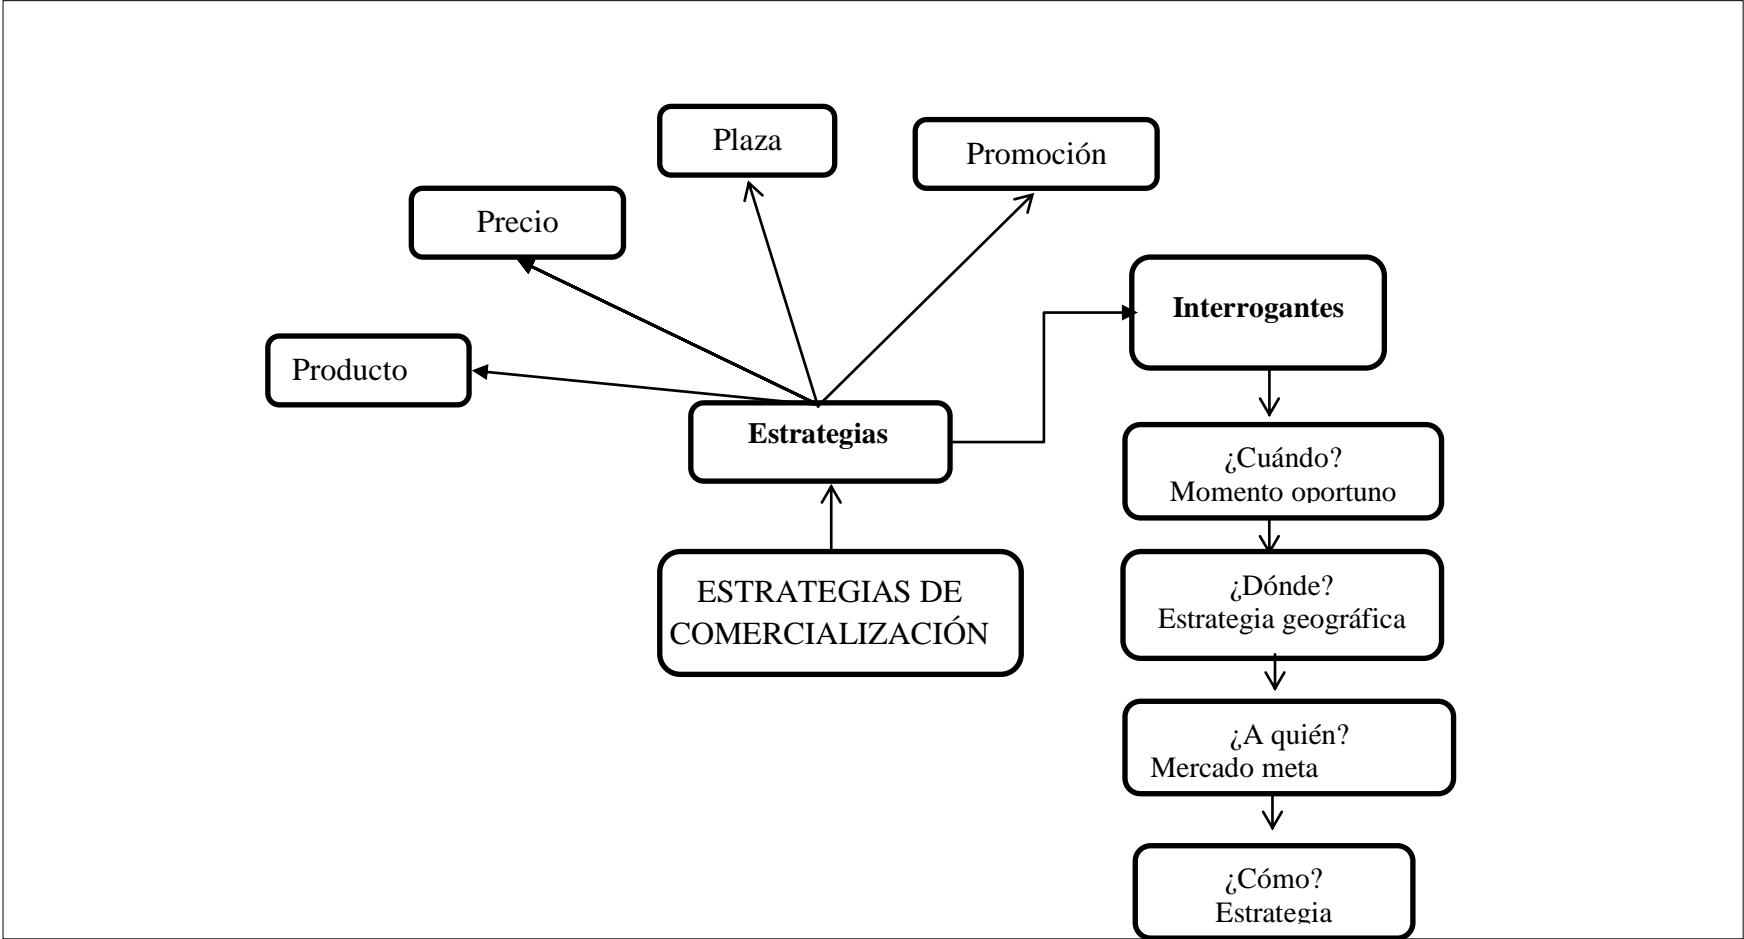 Plaza
Promoción
Precio
Interrogantes
Producto
Estrategias
¿Cuándo?
Momento oportuno
ESTRATEGIAS DE
COMERCIALIZACIÓN
¿Dónde?
Estrategia geográfica
¿A quién?
Mercado meta
¿Cómo?
Estrategia